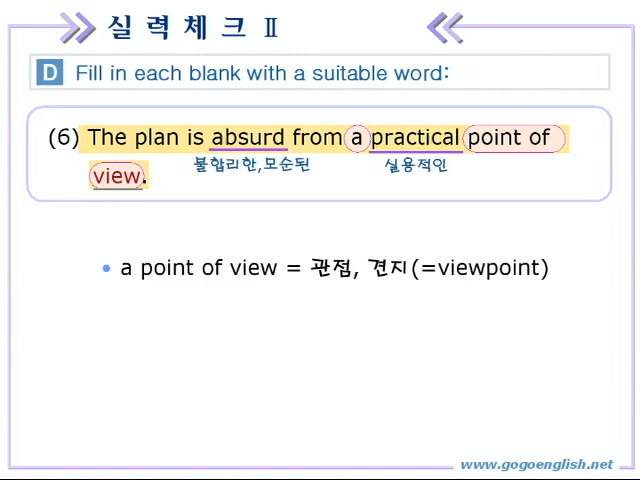 실 력 체 크 Ⅱ
D Fill in each blank with a suitable word:
(6) The plan is absurd from a practical point of
불합리한,모순된 실용적인
view.
• a point of view = 관점, 견지(=viewpoint)
www.gogoenglish.net